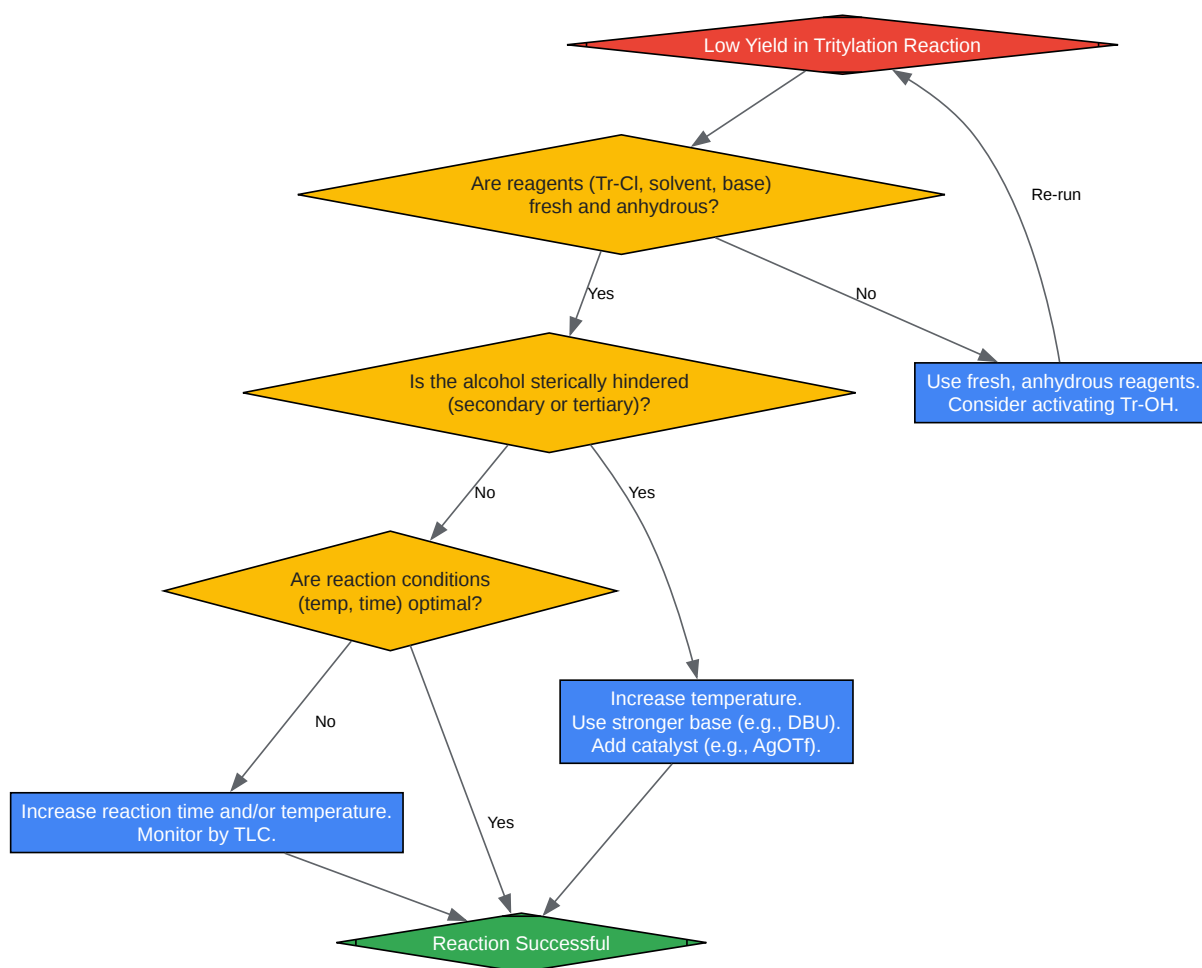 Low Yield in Tritylation Reaction
Are reagents (Tr-Cl, solvent, base)
fresh and anhydrous?
Re-run
Yes
No
Is the alcohol sterically hindered
(secondary or tertiary)?
Use fresh, anhydrous reagents.
Consider activating Tr-OH.
No
Yes
Are reaction conditions
(temp, time) optimal?
Increase temperature.
Use stronger base (e.g., DBU).
Add catalyst (e.g., AgOTf).
No
Increase reaction time and/or temperature.
Monitor by TLC.
Yes
Reaction Successful